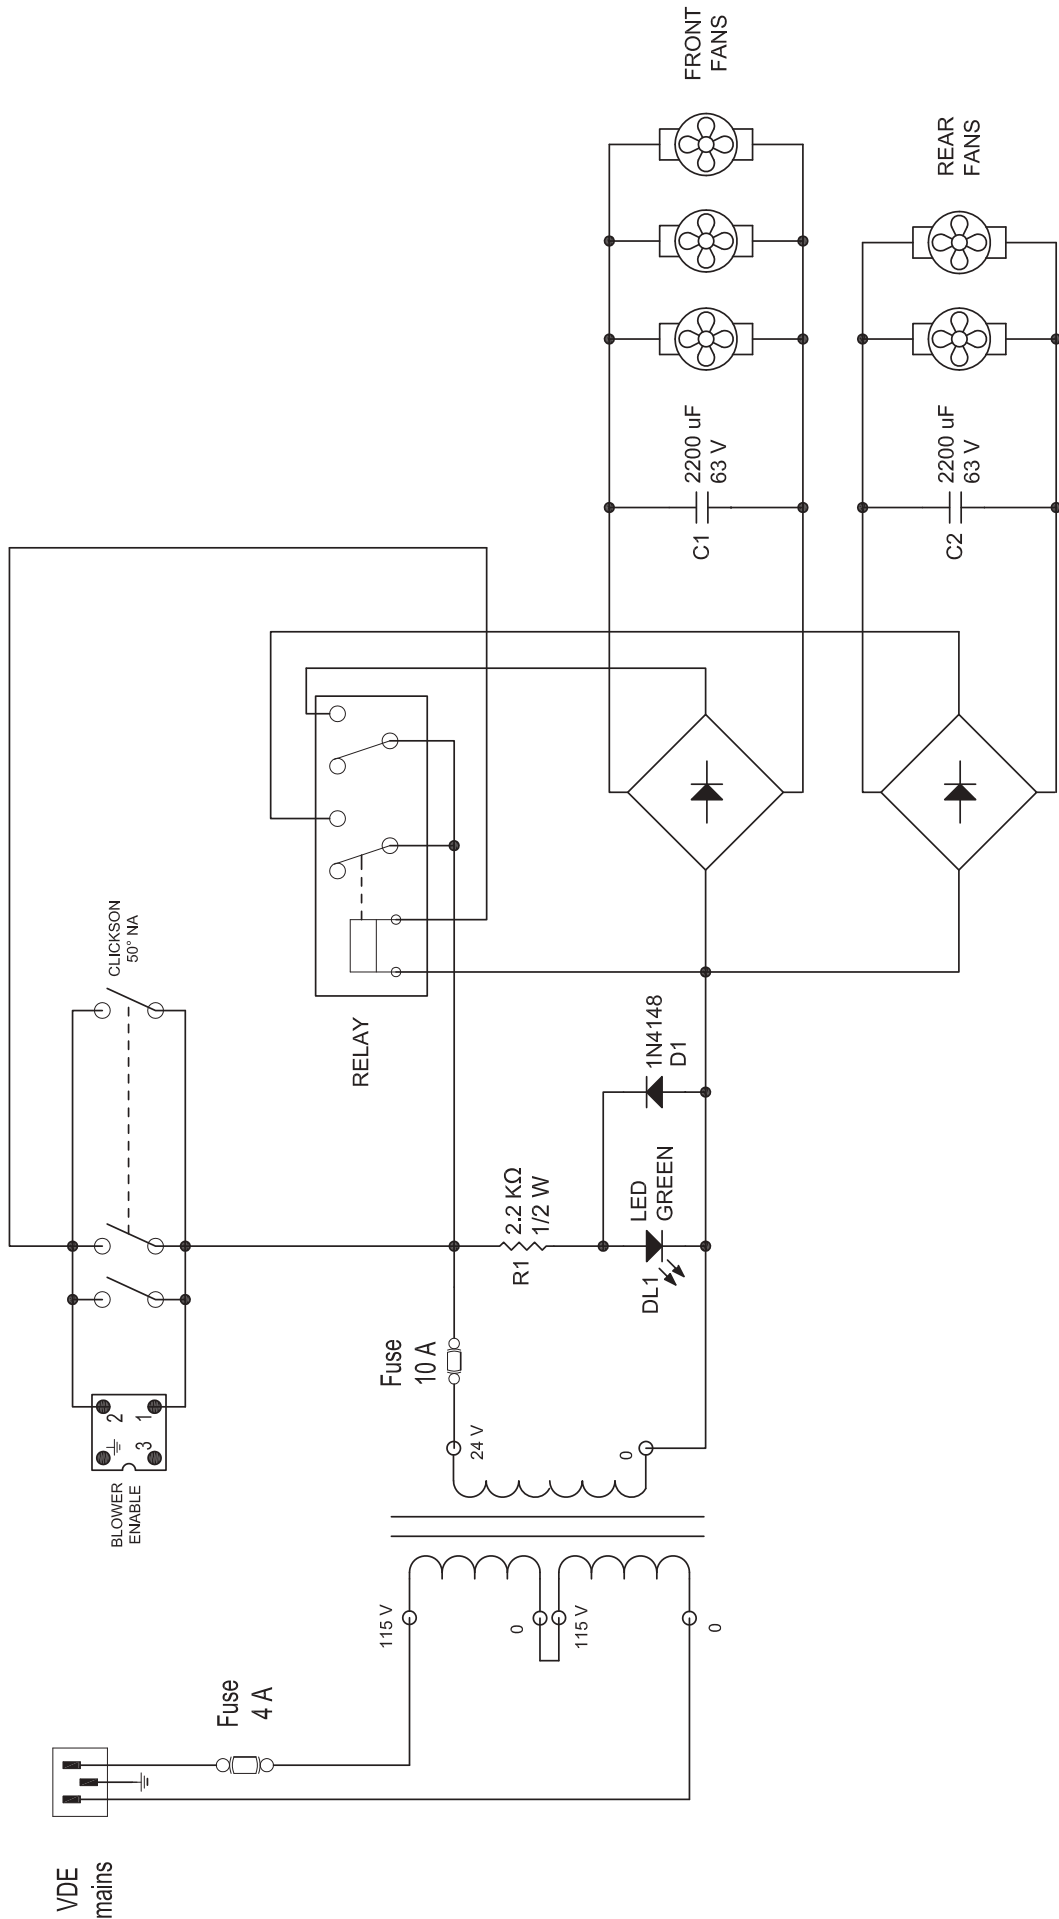 VDE
mains
Fuse
4 A
115 V
0
115 V
0
24 V
0
BLOWER
ENABLE
2
3
1
Fuse
10 A
R1
2.2 KΩ
1/2 W
DL1
LED
GREEN
1N4148
D1
CLICKSON
50° NA
RELAY
C1
2200 uF
63 V
C2
2200 uF
63 V
FRONT
FANS
REAR
FANS